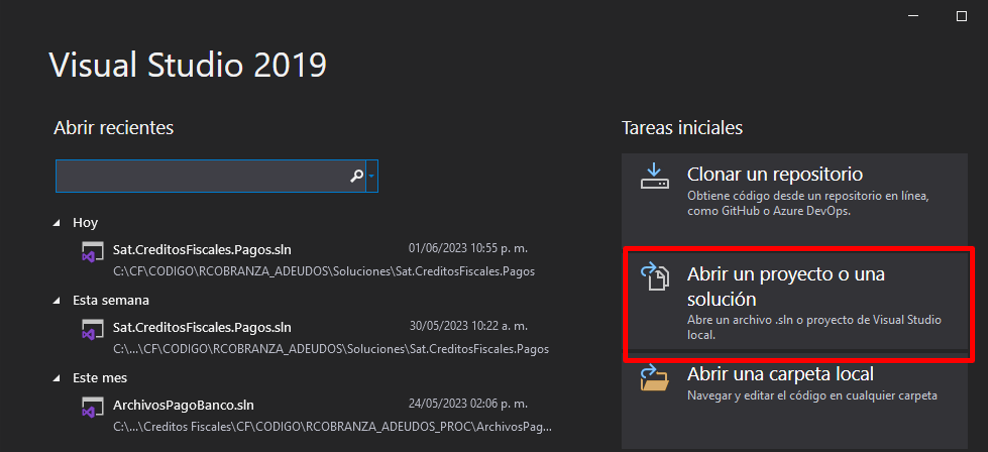 Visual Studio 2019
Abrir recientes
Hoy
Sat.CreditosFiscales.Pagos.sln 01/06/2023 10:55 p. m.
C:\CF\CODIGO\RCOBRANZA_ADEUDOS\Soluciones\Sat.CreditosFiscales.Pagos
Esta semana
Sat.CreditosFiscales.Pagos.sln 30/05/2023 10:22 a. m.
C:\...\CF\CODIGO\RCOBRANZA_ADEUDOS\Soluciones\Sat.CreditosFiscales.Pagos
Este mes
ArchivosPagoBanco.sln 24/05/2023 02:06 p. m.
C:\...\Creditos Fiscales\CF\CODIGO\RCOBRANZA_ADEUDOS_PROC\ArchivosPag...
Tareas iniciales
Clonar un repositorio
Obtiene código desde un repositorio en línea,
como GitHub o Azure DevOps.
Abrir un proyecto o una
solución
Abre un archivo .sln o proyecto de Visual Studio
local.
Abrir una carpeta local
Navegar y editar el código en cualquier carpeta